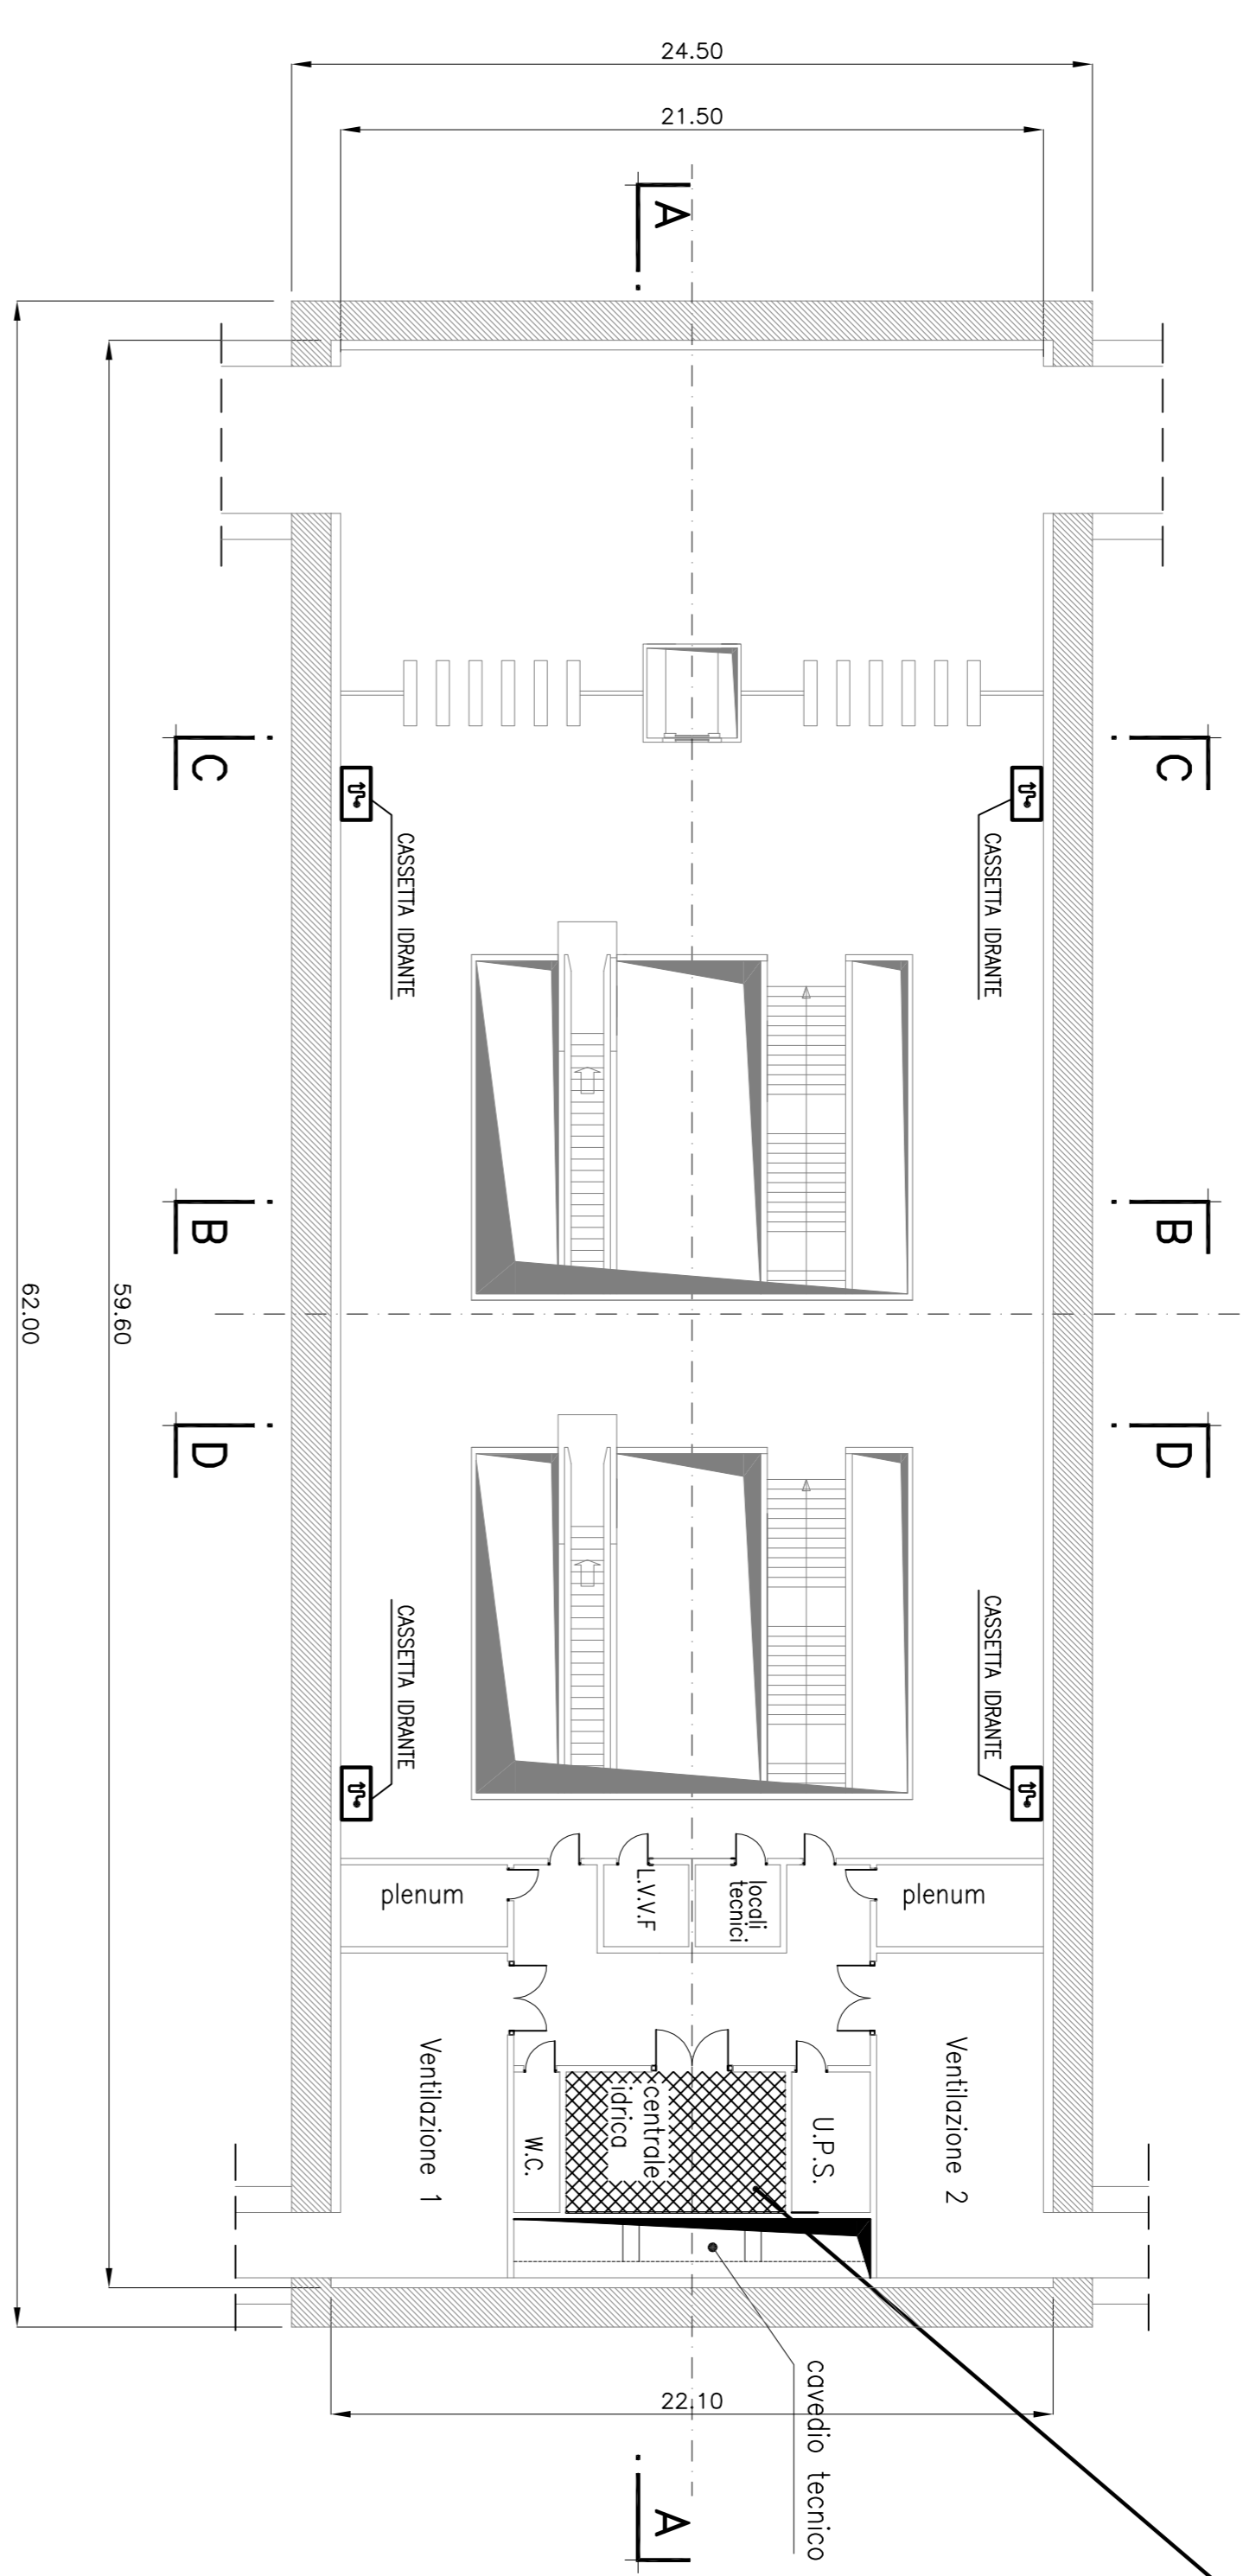 24.50
21.50
A
C
C
CASSETTA IDRANTE
CASSETTA IDRANTE
B
B
59.60
62.00
D
D
CASSETTA IDRANTE
CASSETTA IDRANTE
plenum
L.V.V.F
locali
tecnici
plenum
Ventilazione 1
W.C.
centrale
idrica
U.P.S.
Ventilazione 2
22.10
cavedio tecnico
A